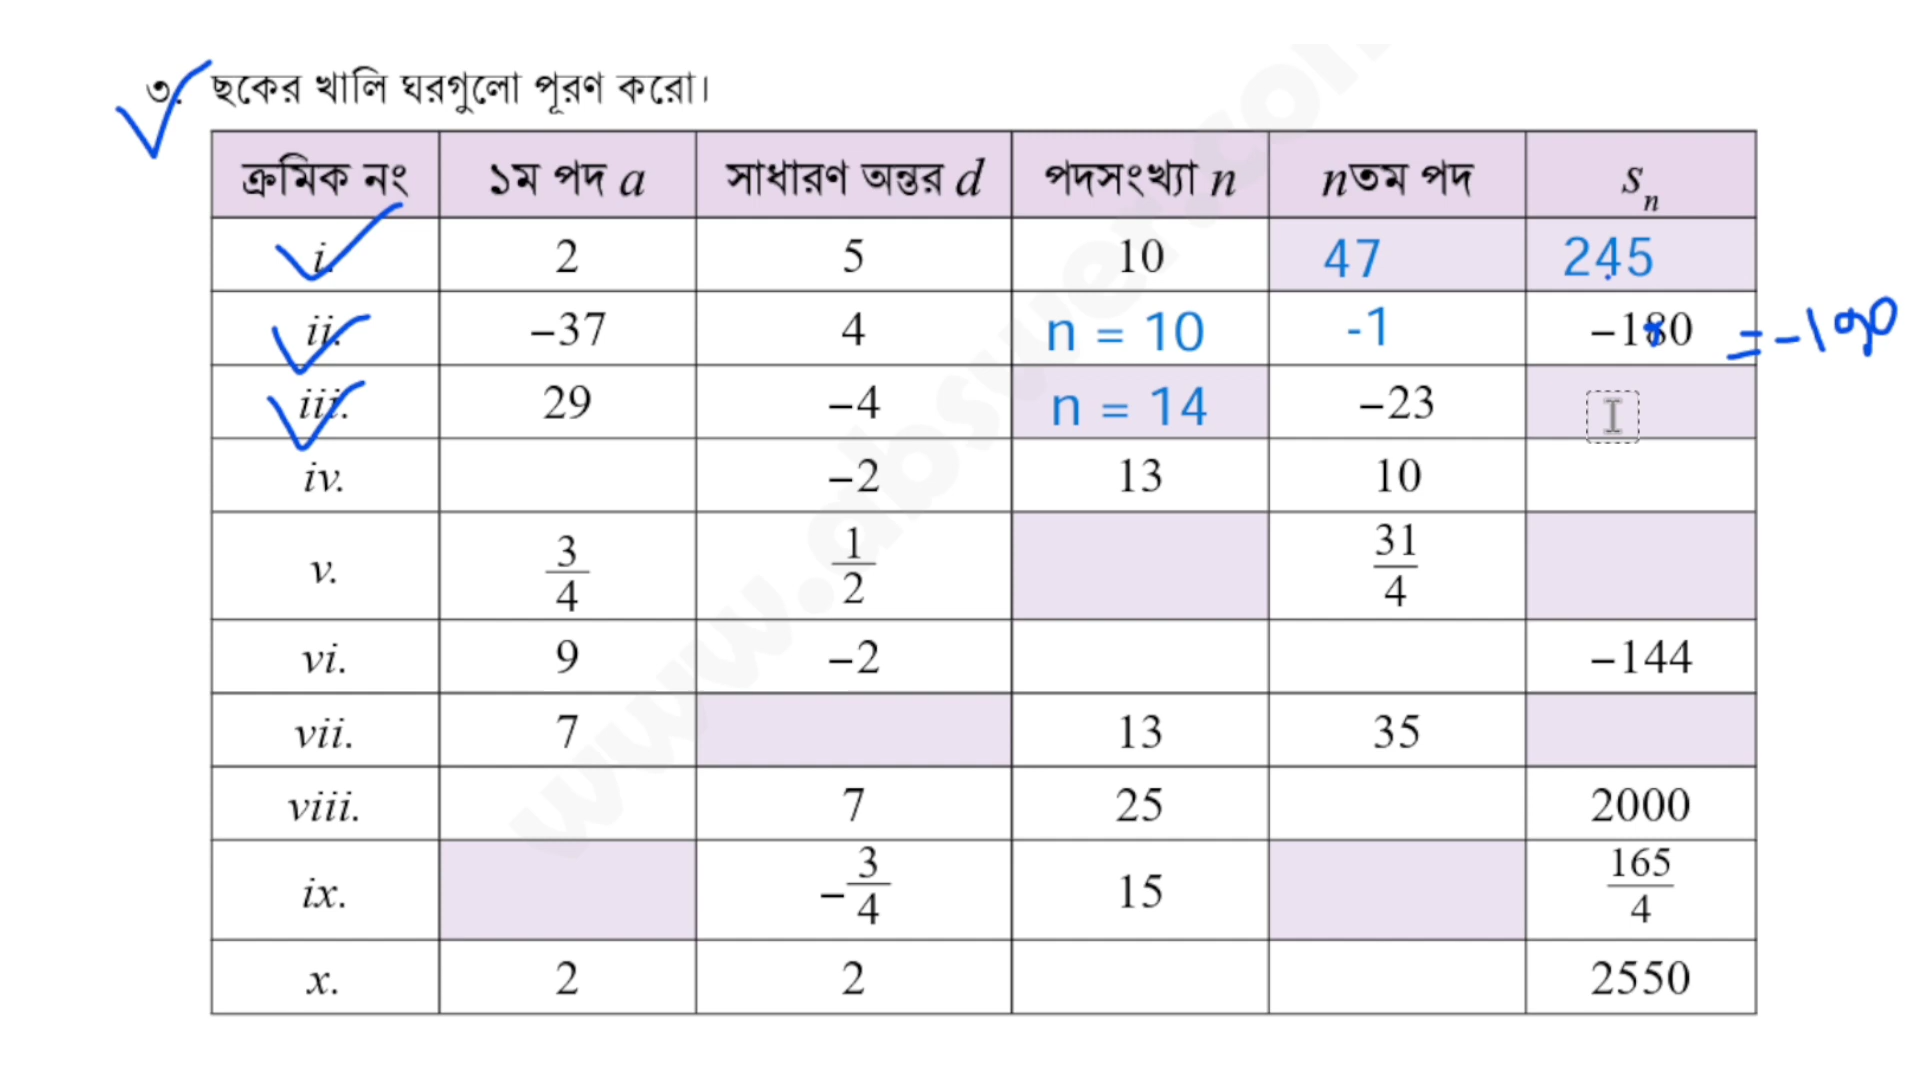 ৩. ছকের খালি ঘরগুলো পূরণ করো।
ক্রমিক নং ১ম পদ a সাধারণ অন্তর d পদসংখ্যা n nতম পদ Sn
i. 2 5 10 47 245
ii. −37 4 n = 10 -1 −180 = -190
iii. 29 −4 n = 14 −23
iv. −2 13 10
v. 3/4 1/2 31/4
vi. 9 −2 −144
vii. 7 13 35
viii. 7 25 2000
ix. −3/4 15 165/4
x. 2 2 2550
www.abswer.com